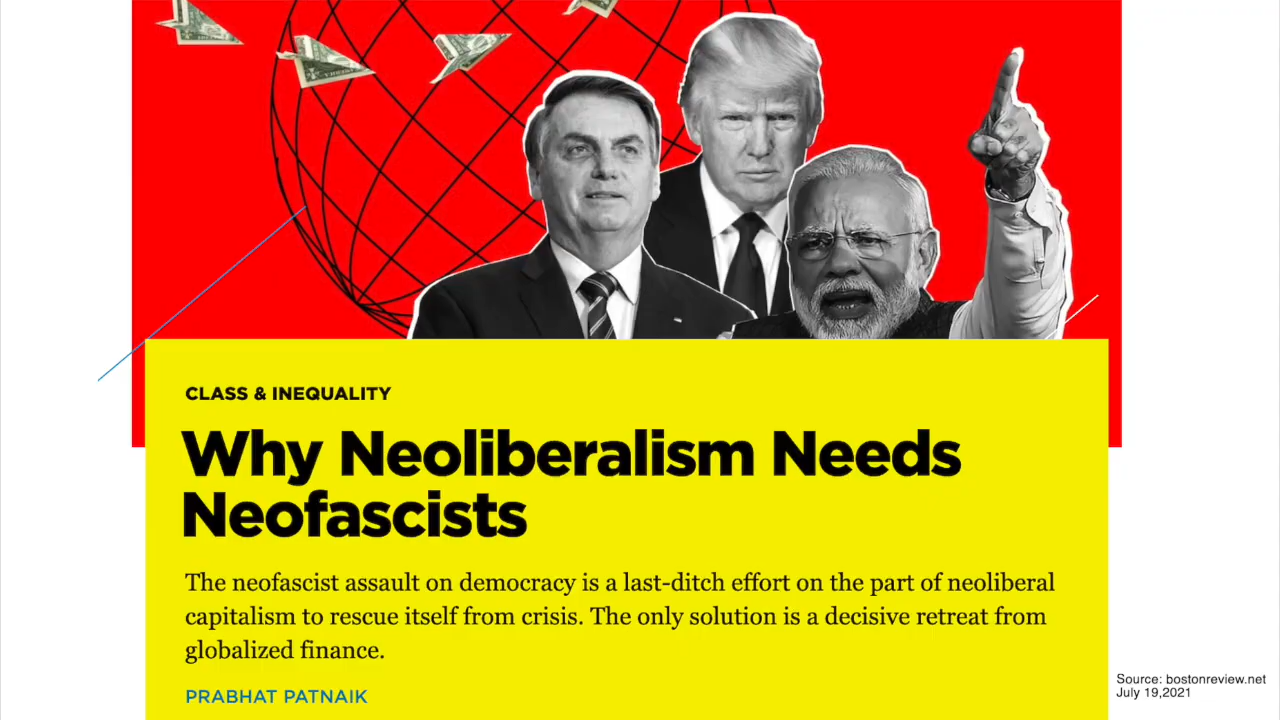 CLASS & INEQUALITY
Why Neoliberalism Needs
Neofascists
The neofascist assault on democracy is a last-ditch effort on the part of neoliberal
capitalism to rescue itself from crisis. The only solution is a decisive retreat from
globalized finance.
PRABHAT PATNAIK
Source: bostonreview.net
July 19,2021